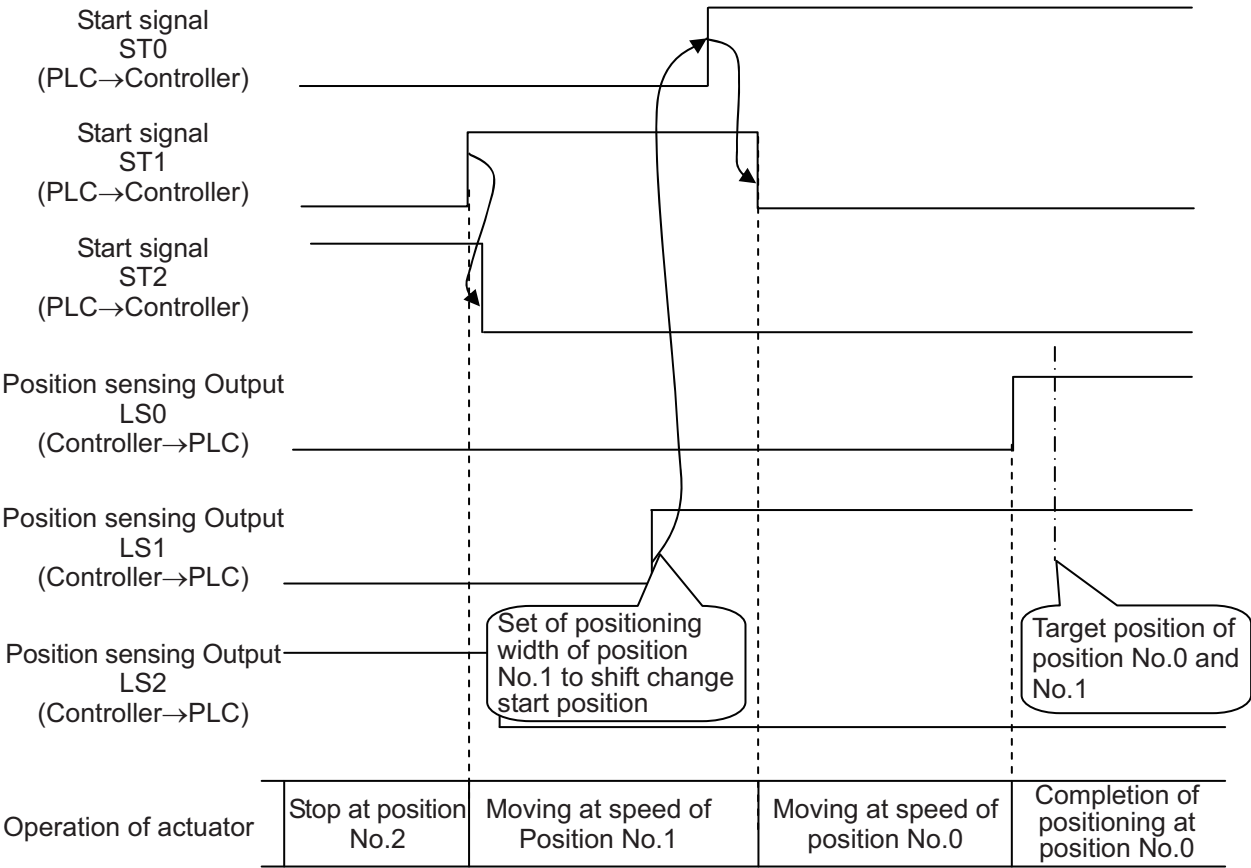 Start signal
ST0
(PLC→Controller)
Start signal
ST1
(PLC→Controller)
Start signal
ST2
(PLC→Controller)
Position sensing Output
LS0
(Controller→PLC)
Position sensing Output
LS1
(Controller→PLC)
Position sensing Output
LS2
(Controller→PLC)
Set of positioning
width of position
No.1 to shift change
start position
Target position of
position No.0 and
No.1
Operation of actuator
Stop at position
No.2
Moving at speed of
Position No.1
Moving at speed of
position No.0
Completion of
positioning at
position No.0